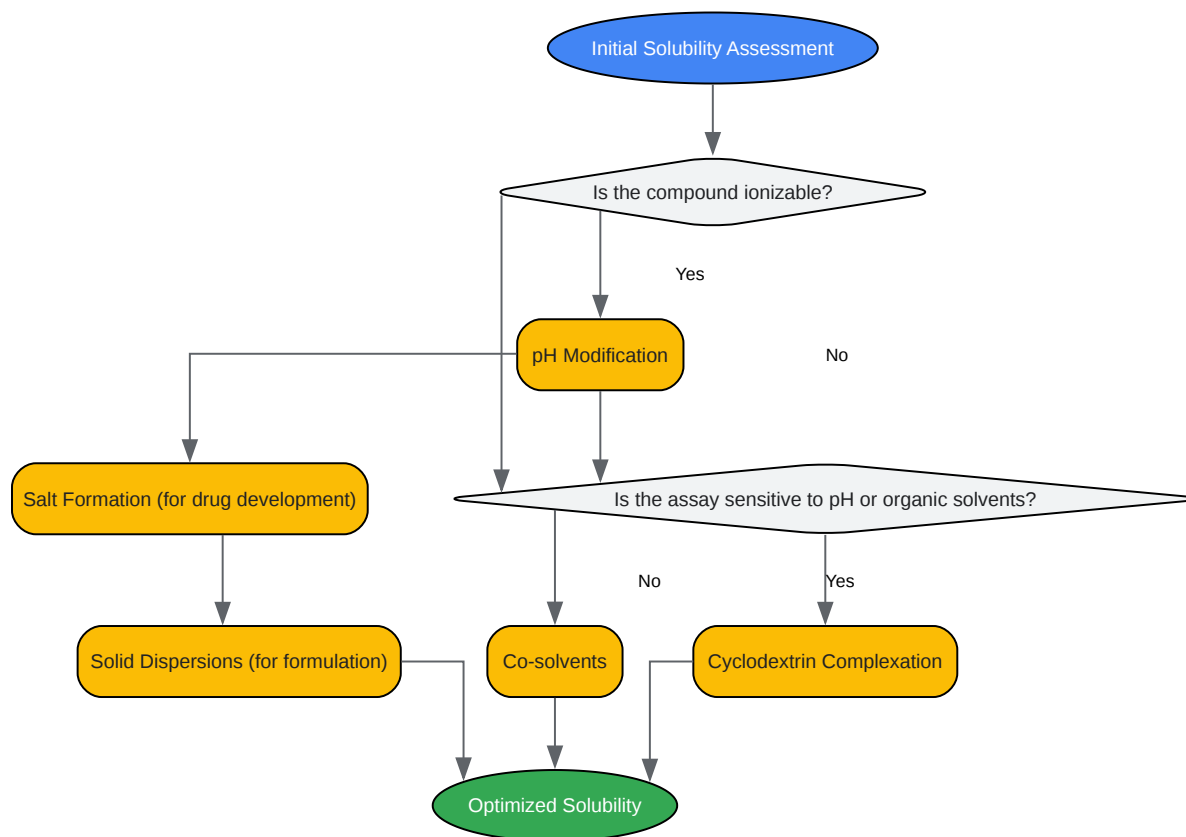 Initial Solubility Assessment
Is the compound ionizable?
Yes
pH Modification
No
Salt Formation (for drug development)
Is the assay sensitive to pH or organic solvents?
No
Yes
Solid Dispersions (for formulation)
Co-solvents
Cyclodextrin Complexation
Optimized Solubility